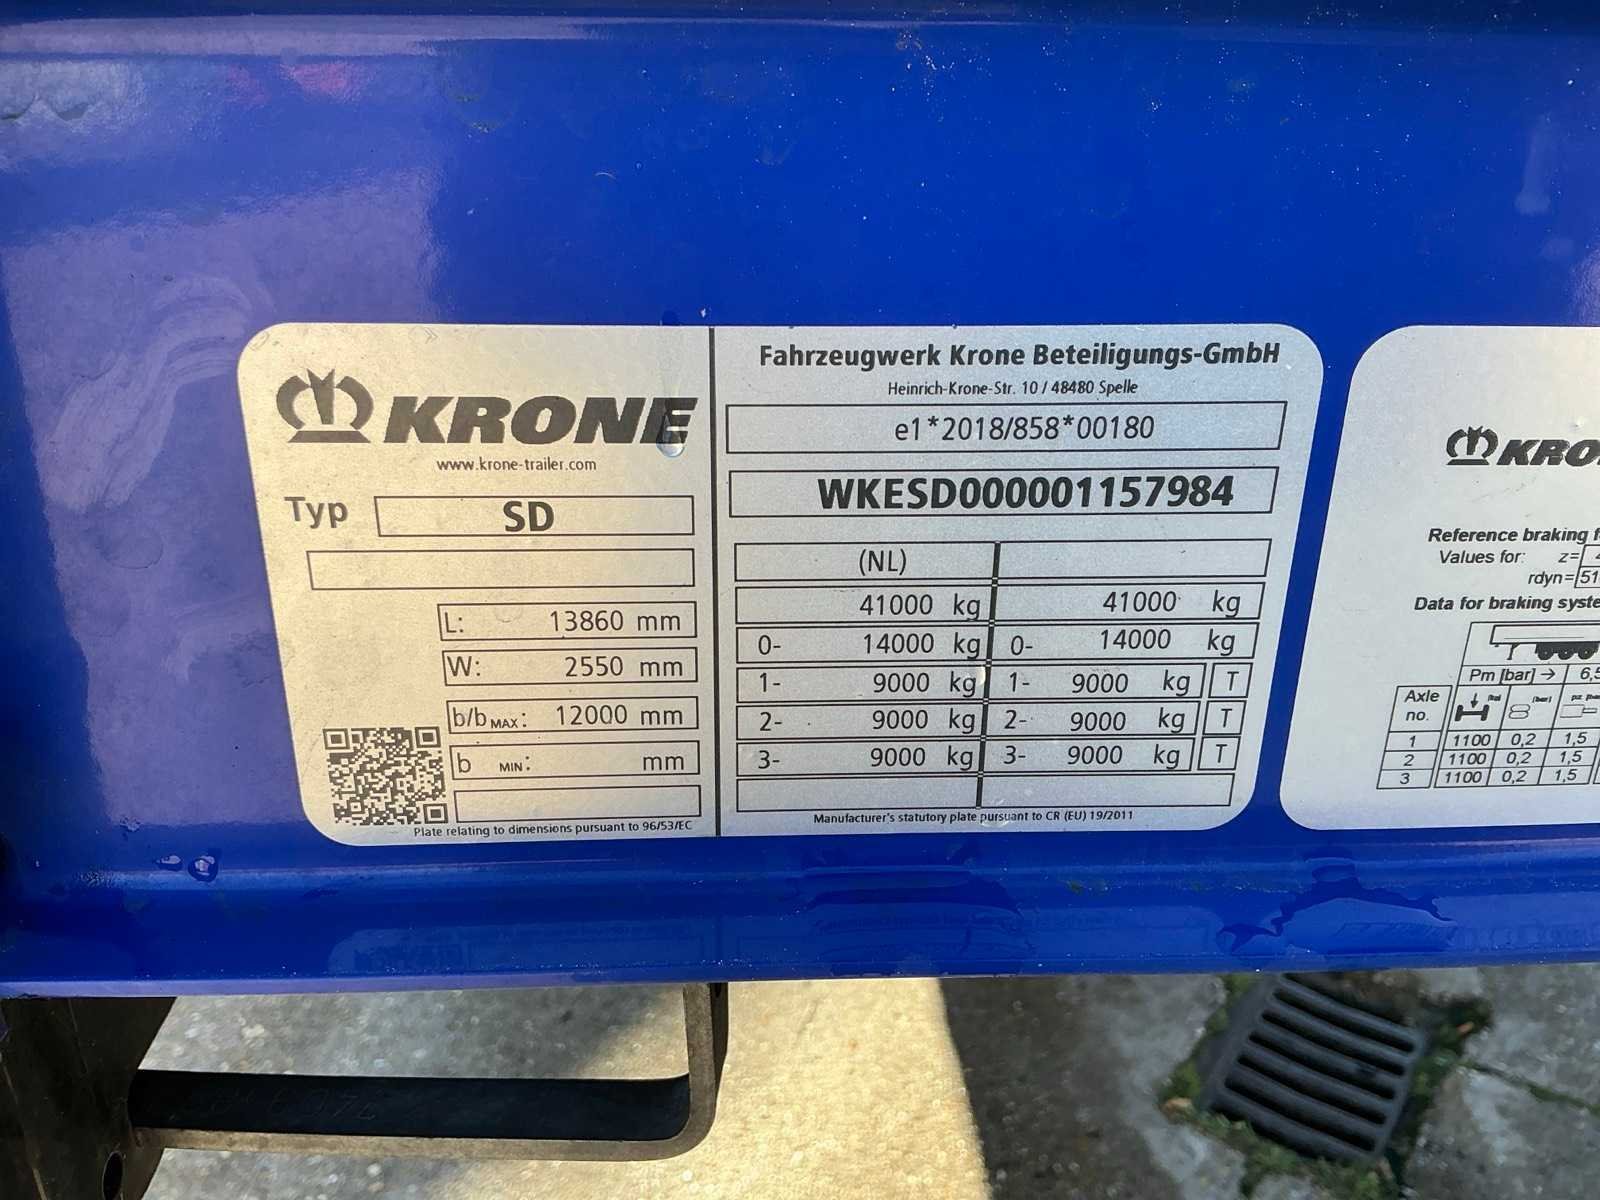 KRONE
www.krone-trailer.com
Typ SD
L: 13860 mm
W: 2550 mm
b/b MAX: 12000 mm
b MIN: mm
Plate relating to dimensions pursuant to 96/53/EC
Fahrzeugwerk Krone Beteiligungs-GmbH
Heinrich-Krone-Str. 10 / 48480 Spelle
e1*2018/858*00180
WKESD000001157984
(NL)
41000 kg 41000 kg
0- 14000 kg 0- 14000 kg
1- 9000 kg 1- 9000 kg T
2- 9000 kg 2- 9000 kg T
3- 9000 kg 3- 9000 kg T
Manufacturer's statutory plate pursuant to CR (EU) 19/2011
KRO
Reference braking f
Values for: z=
rdyn= 51
Data for braking syste
Pm [bar] → 6,5
Axle no. [kg] [bar]
1 1100 0,2 1,5
2 1100 0,2 1,5
3 1100 0,2 1,5